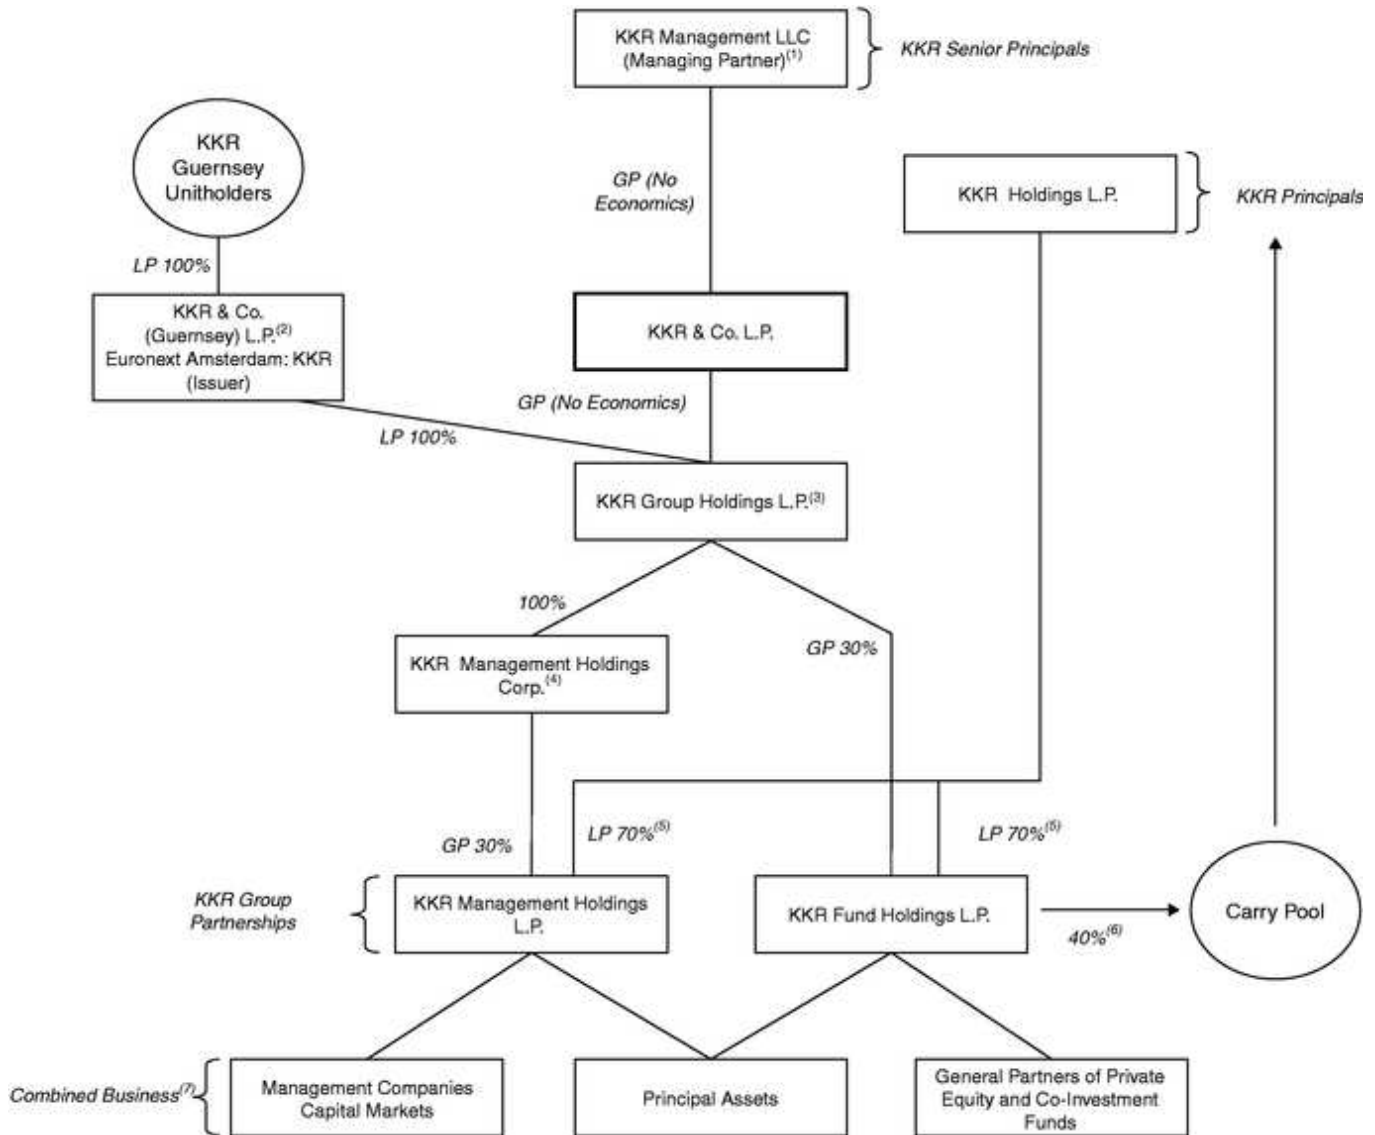 KKR Management LLC
(Managing Partner)(1)
KKR Senior Principals
KKR
Guernsey
Unitholders
GP (No
Economics)
KKR Holdings L.P.
KKR Principals
LP 100%
KKR & Co.
(Guernsey) L.P.(2)
Euronext Amsterdam: KKR
(Issuer)
KKR & Co. L.P.
GP (No Economics)
LP 100%
KKR Group Holdings L.P.(3)
100%
GP 30%
KKR Management Holdings
Corp.(4)
GP 30%
LP 70%(5)
LP 70%(5)
KKR Group
Partnerships
KKR Management Holdings
L.P.
KKR Fund Holdings L.P.
40%(6)
Carry Pool
Combined Business(7)
Management Companies
Capital Markets
Principal Assets
General Partners of Private
Equity and Co-Investment
Funds